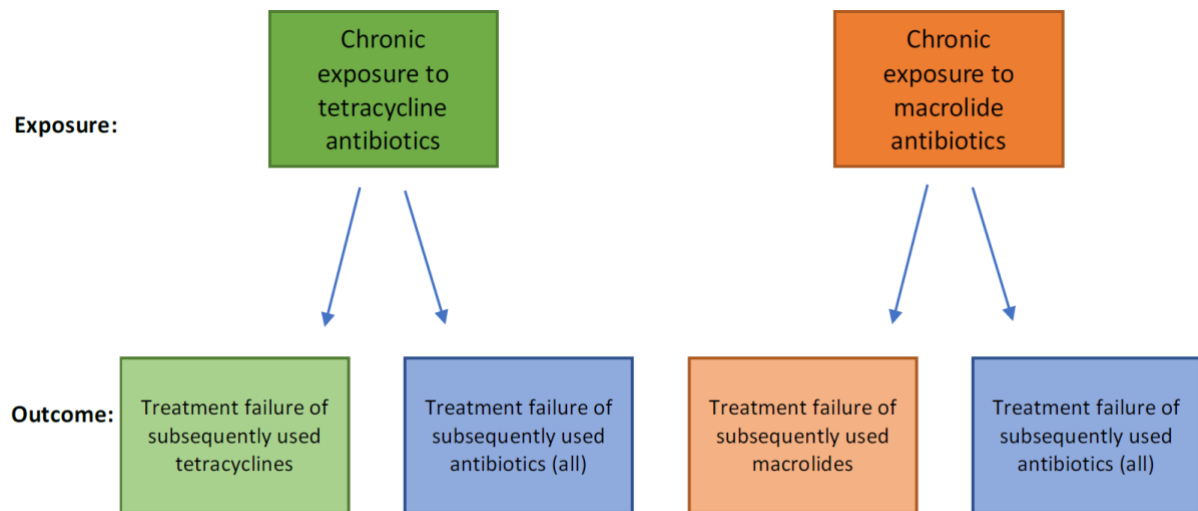 Exposure:
Chronic
exposure to
tetracycline
antibiotics
Chronic
exposure to
macrolide
antibiotics
Outcome:
Treatment failure of
subsequently used
tetracyclines
Treatment failure of
subsequently used
antibiotics (all)
Treatment failure of
subsequently used
macrolides
Treatment failure of
subsequently used
antibiotics (all)